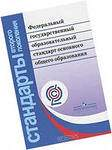 стандарты
второго поколения
Федеральный
государственный
образовательный
стандарт основного
общего образования